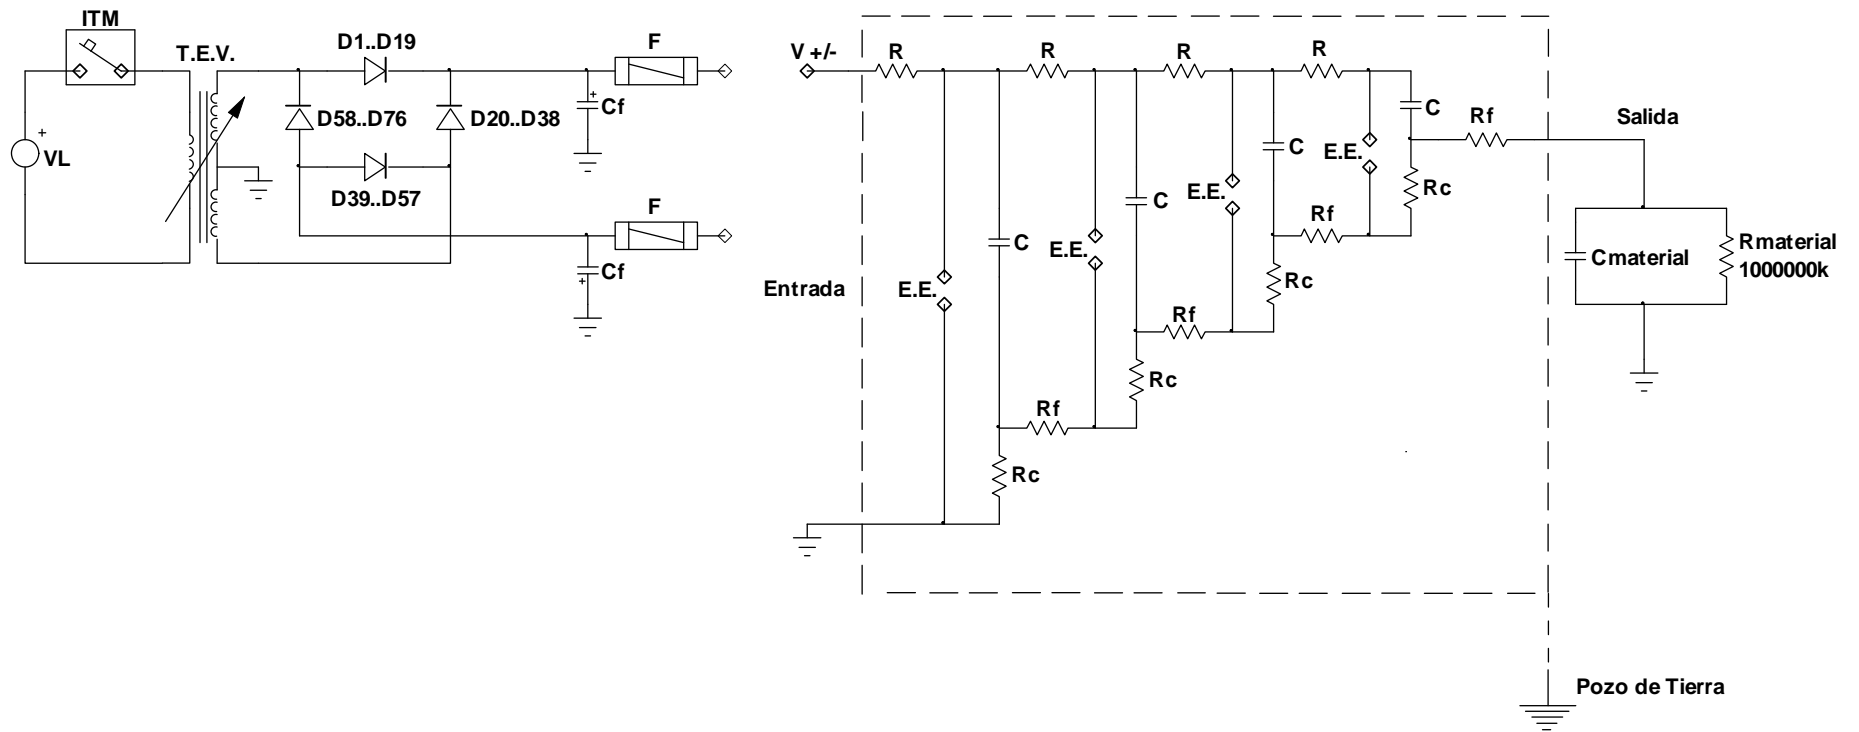 ITM
T.E.V.
D1..D19
F
+
Cf
D58..D76
D20..D38
+
VL
D39..D57
F
Cf
+
V +/-
R
R
R
R
C
Rf
Salida
C
E.E.
Rc
E.E.
C
Rf
E.E.
C
Rmaterial
1000000k
Cmaterial
Entrada
E.E.
Rc
Rf
Rc
Rf
Rc
Pozo de Tierra